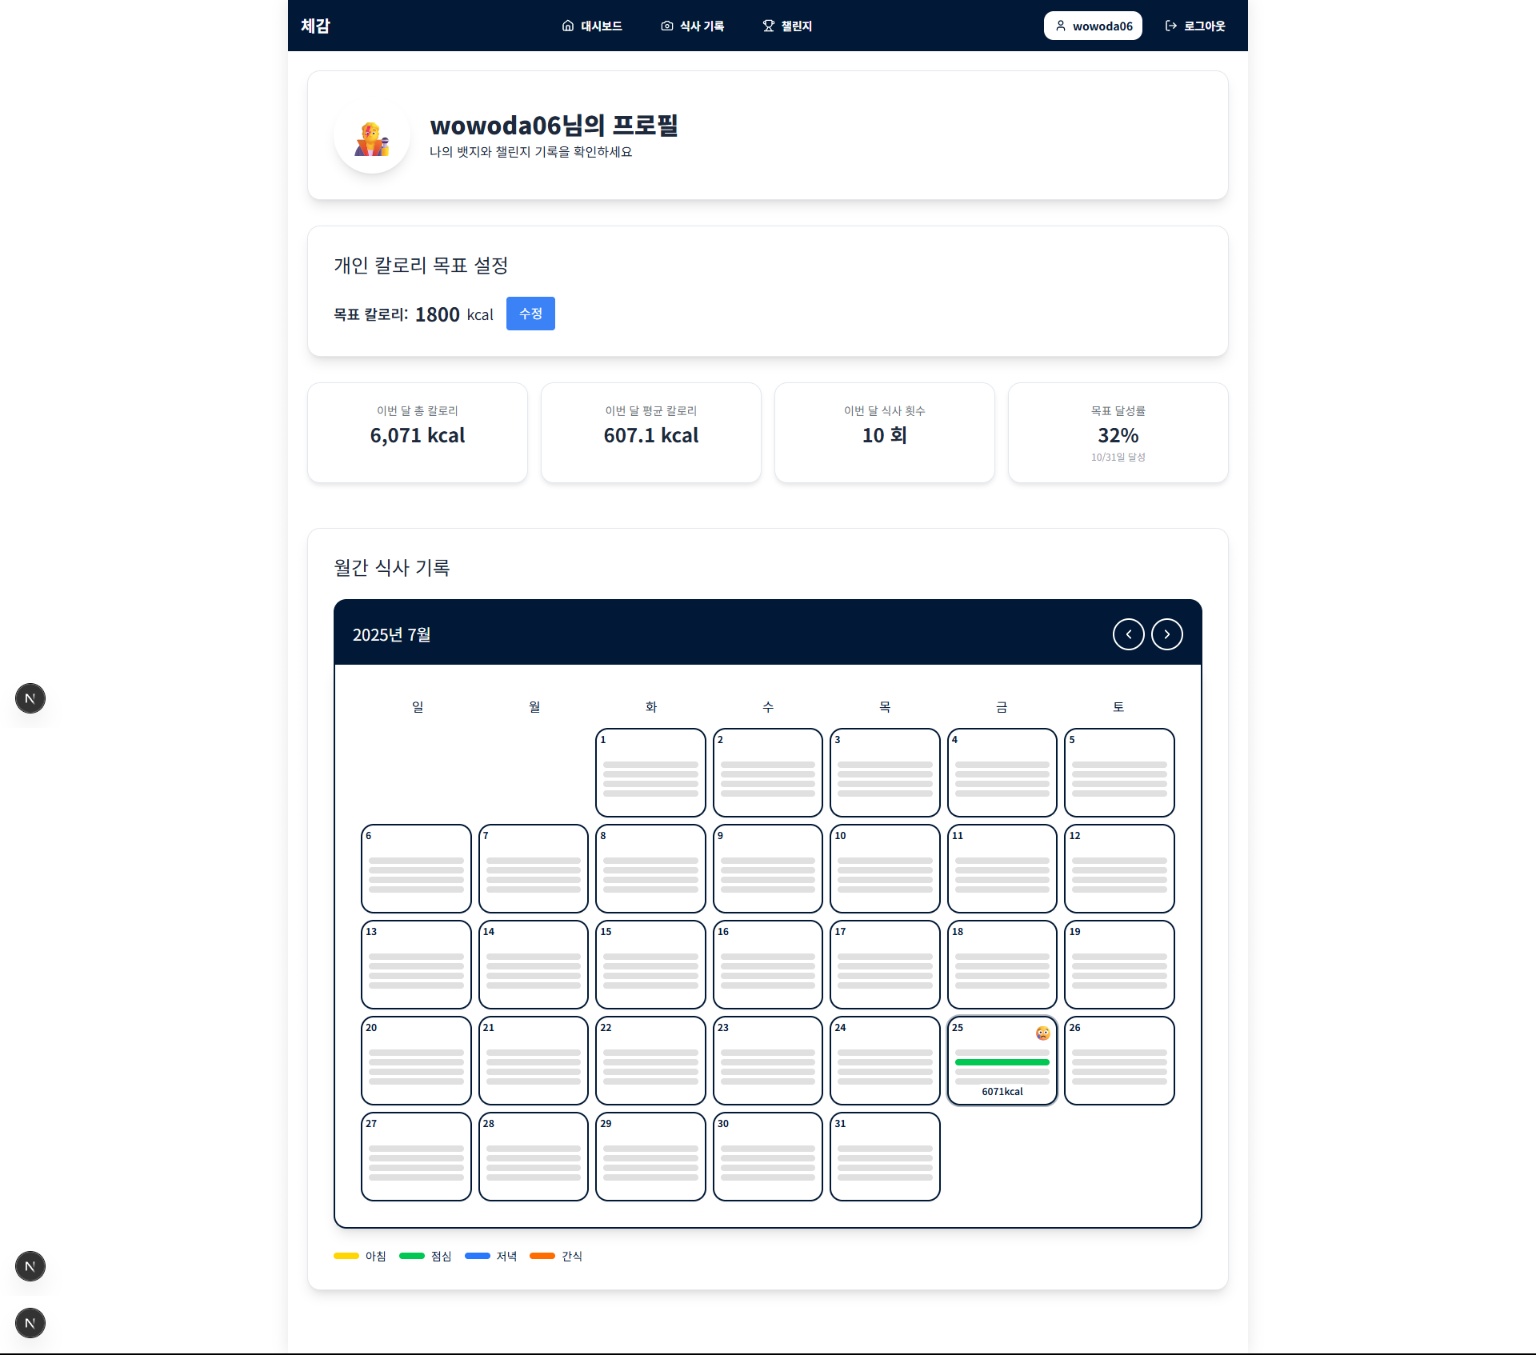 체감
대시보드
식사 기록
챌린지
wowoda06
로그아웃
wowoda06님의 프로필
나의 뱃지와 챌린지 기록을 확인하세요
개인 칼로리 목표 설정
목표 칼로리: 1800 kcal 수정
이번 달 총 칼로리
6,071 kcal
이번 달 평균 칼로리
607.1 kcal
이번 달 식사 횟수
10 회
목표 달성률
32%
10/31일 달성
월간 식사 기록
2025년 7월
일 월 화 수 목 금 토
1 2 3 4 5
6 7 8 9 10 11 12
13 14 15 16 17 18 19
20 21 22 23 24 25 26
6071kcal
27 28 29 30 31
아침 점심 저녁 간식
N
N
N